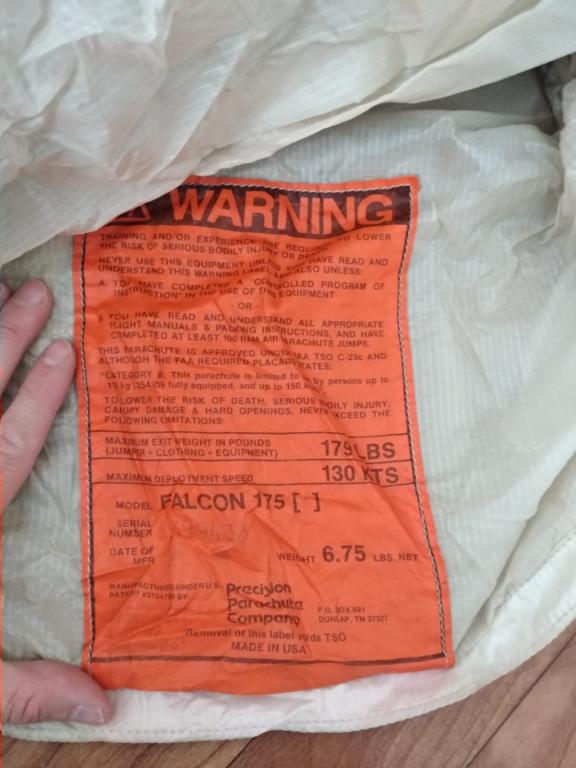 WARNING
TRAINING AND/OR EXPERIENCE ARE REQUIRED TO LOWER
THE RISK OF SERIOUS BODILY INJURY OR
NEVER USE THIS EQUIPMENT UNLESS YOU HAVE READ AND
UNDERSTAND THIS WARNING LABEL AND ALSO UNLESS:
A. YOU HAVE COMPLETED A "CONTROLLED PROGRAM OF
INSTRUCTION" IN THE USE OF THIS EQUIPMENT
- OR -
YOU HAVE READ AND UNDERSTAND ALL APPROPRIATE
FLIGHT MANUALS & PACKING INSTRUCTIONS, AND HAVE
COMPLETED AT LEAST 100 RAM AIR PARACHUTE JUMPS.
THIS PARACHUTE IS APPROVED UNDER FAA TSO C-23c AND
ALTHOUGH THE FAA REQUIRED PLACARD STATES:
"CATEGORY B: This parachute is limited to use by persons up to
(254 lb) fully equipped, and up to 150
TO LOWER THE RISK OF DEATH, SERIOUS BODILY INJURY,
CANOPY DAMAGE & HARD OPENINGS, NEVER EXCEED THE
FOLLOWING LIMITATIONS:
MAXIMUM EXIT WEIGHT IN POUNDS 179 LBS
(JUMPER + CLOTHING + EQUIPMENT)
MAXIMUM DEPLOYMENT SPEED 130 KTS
MODEL FALCON 175 [ ]
SERIAL
NUMBER
DATE OF
MFR WEIGHT 6.75 LBS. NET
MANUFACTURED UNDER U.S.
PATENT BY:
Precision
Parachute
Company
P.O. BOX 691
DUNLAP, TN 37327
Removal of this label voids TSO
MADE IN USA